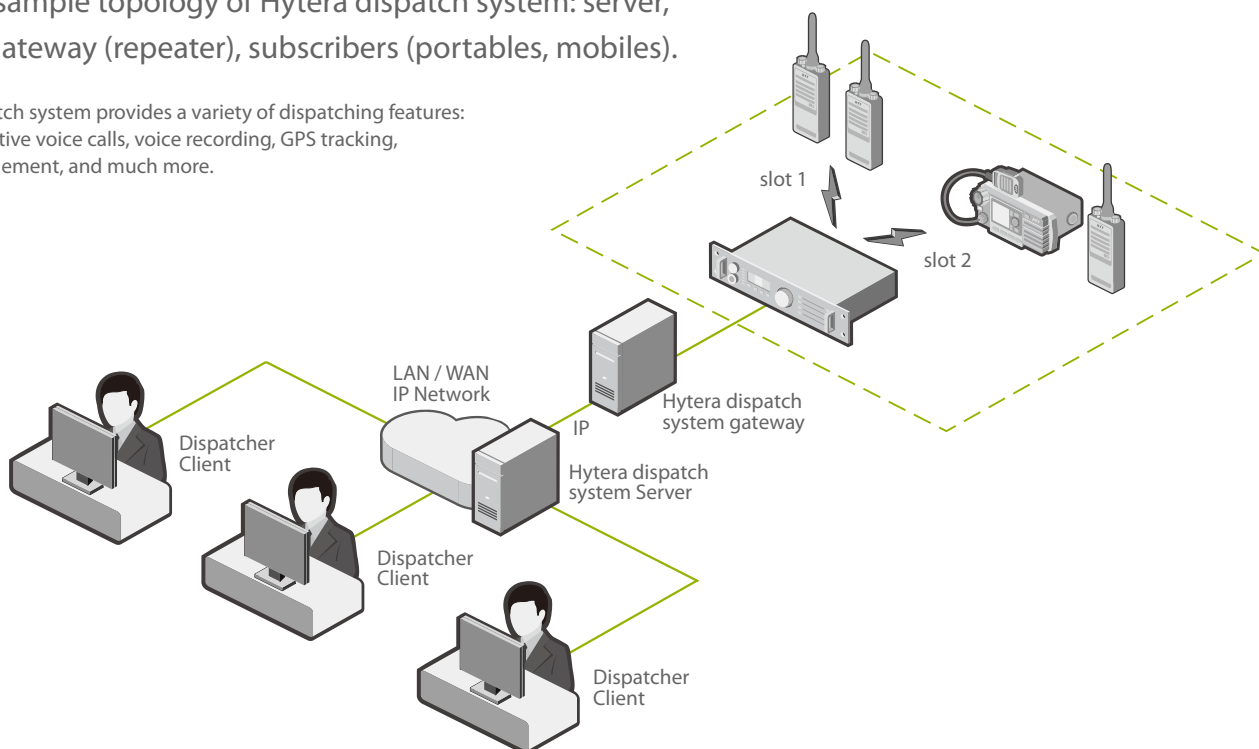 sample topology of Hytera dispatch system: server,
ateway (repeater), subscribers (portables, mobiles).
tch system provides a variety of dispatching features:
tive voice calls, voice recording, GPS tracking,
ement, and much more.
slot 1
slot 2
LAN / WAN
IP Network
IP
Hytera dispatch
system gateway
Hytera dispatch
system Server
Dispatcher
Client
Dispatcher
Client
Dispatcher
Client